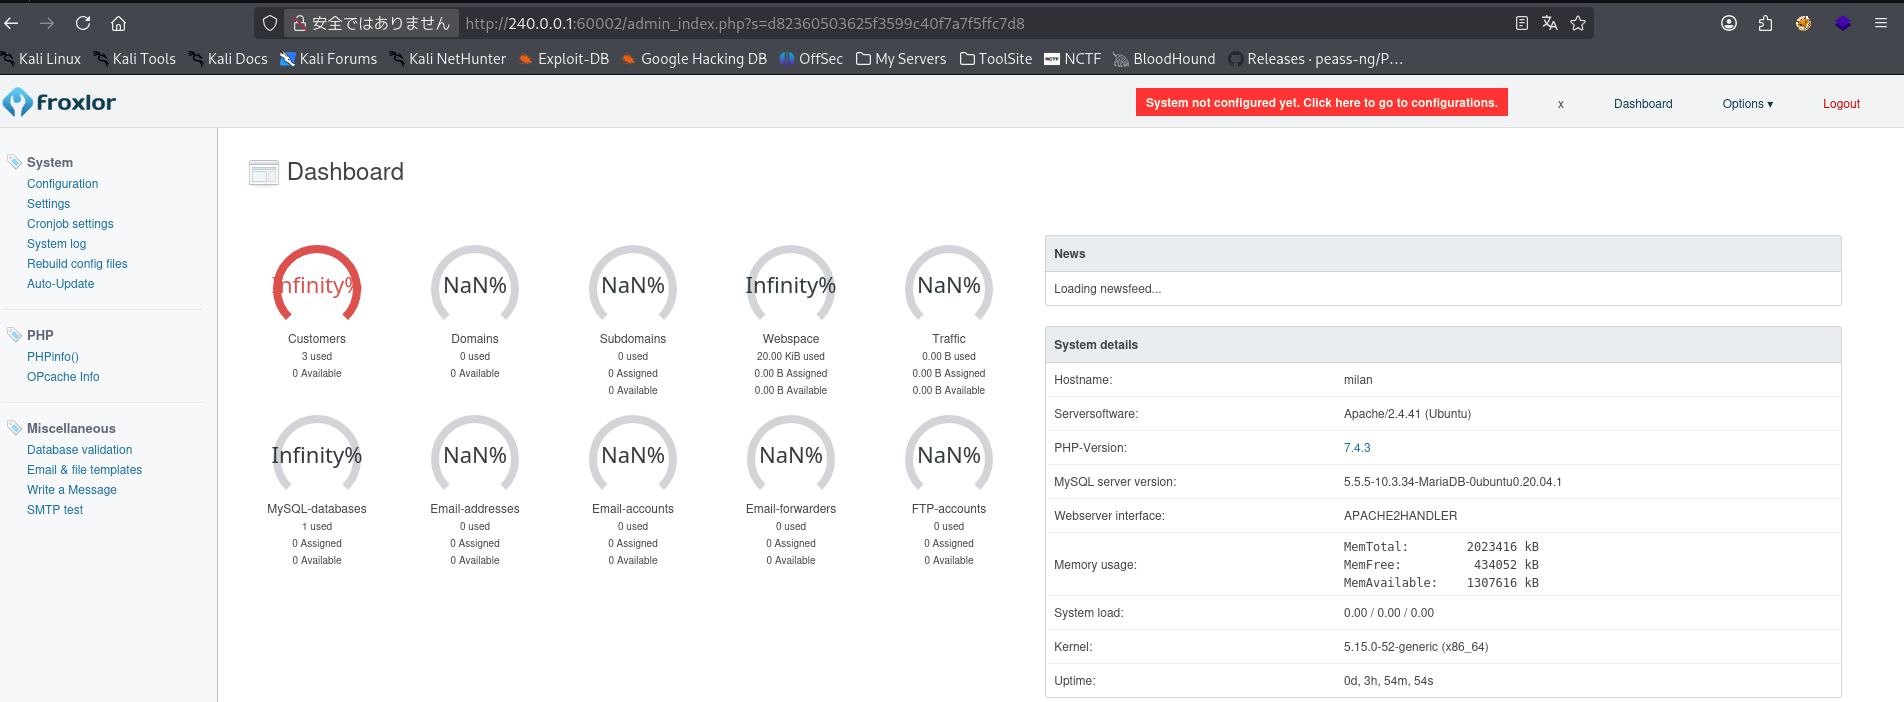 安全ではありません http://240.0.0.1:60002/admin_index.php?s=d82360503625f3599c40f7a7f5ffc7d8
Kali Linux Kali Tools Kali Docs Kali Forums Kali NetHunter Exploit-DB Google Hacking DB OffSec My Servers ToolSite NCTF BloodHound Releases · peass-ng/P…
froxlor
System not configured yet. Click here to go to configurations. x Dashboard Options ▾ Logout
System
Configuration
Settings
Cronjob settings
System log
Rebuild config files
Auto-Update
PHP
PHPinfo()
OPcache Info
Miscellaneous
Database validation
Email & file templates
Write a Message
SMTP test
Dashboard
Infinity%
Customers
3 used
0 Available
NaN%
Domains
0 used
0 Available
NaN%
Subdomains
0 used
0 Assigned
0 Available
Infinity%
Webspace
20.00 KiB used
0.00 B Assigned
0.00 B Available
NaN%
Traffic
0.00 B used
0.00 B Assigned
0.00 B Available
Infinity%
MySQL-databases
1 used
0 Assigned
0 Available
NaN%
Email-addresses
0 used
0 Assigned
0 Available
NaN%
Email-accounts
0 used
0 Assigned
0 Available
NaN%
Email-forwarders
0 used
0 Assigned
0 Available
NaN%
FTP-accounts
0 used
0 Assigned
0 Available
News
Loading newsfeed...
System details
Hostname: milan
Serversoftware: Apache/2.4.41 (Ubuntu)
PHP-Version: 7.4.3
MySQL server version: 5.5.5-10.3.34-MariaDB-0ubuntu0.20.04.1
Webserver interface: APACHE2HANDLER
Memory usage:
MemTotal: 2023416 kB
MemFree: 434052 kB
MemAvailable: 1307616 kB
System load: 0.00 / 0.00 / 0.00
Kernel: 5.15.0-52-generic (x86_64)
Uptime: 0d, 3h, 54m, 54s